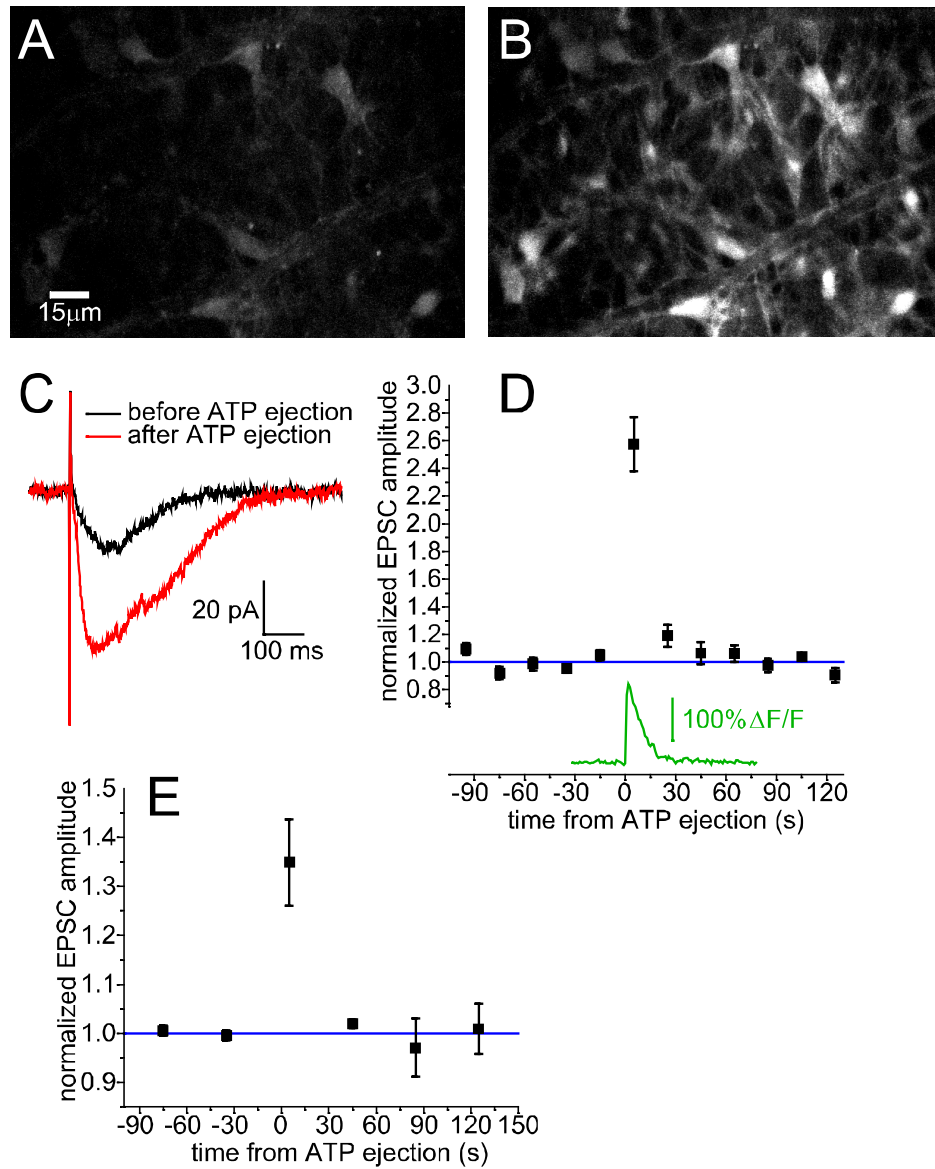 A
B
15μm
C
before ATP ejection
after ATP ejection
20 pA
100 ms
D
normalized EPSC amplitude
3.0
2.8
2.6
2.4
2.2
2.0
1.8
1.6
1.4
1.2
1.0
0.8
100% ΔF/F
-90 -60 -30 0 30 60 90 120
time from ATP ejection (s)
E
normalized EPSC amplitude
1.5
1.4
1.3
1.2
1.1
1.0
0.9
-90 -60 -30 0 30 60 90 120 150
time from ATP ejection (s)